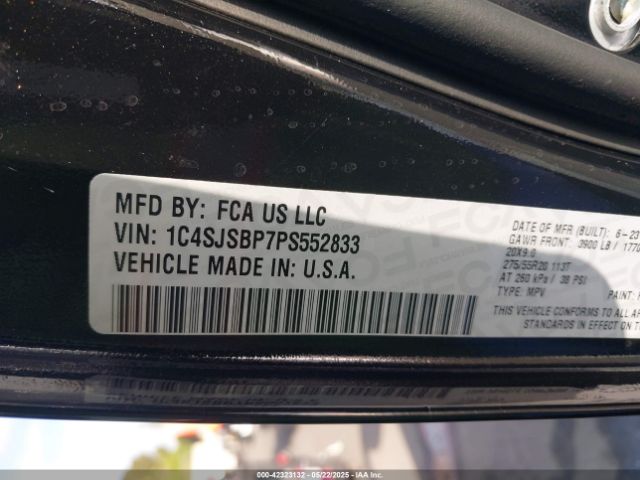 MFD BY: FCA US LLC
VIN: 1C4SJSBP7PS552833
VEHICLE MADE IN: U.S.A.
DATE OF MFR (BUILT): 6-23
GAWR FRONT: 3900 LB / 1770
20X9.0
275/55R20 113T
AT 260 kPa / 38 PSI
TYPE: MPV PAINT:
THIS VEHICLE CONFORMS TO ALL AP
STANDARDS IN EFFECT ON T
000-42323132 - 05/22/2025 - IAAI.COM